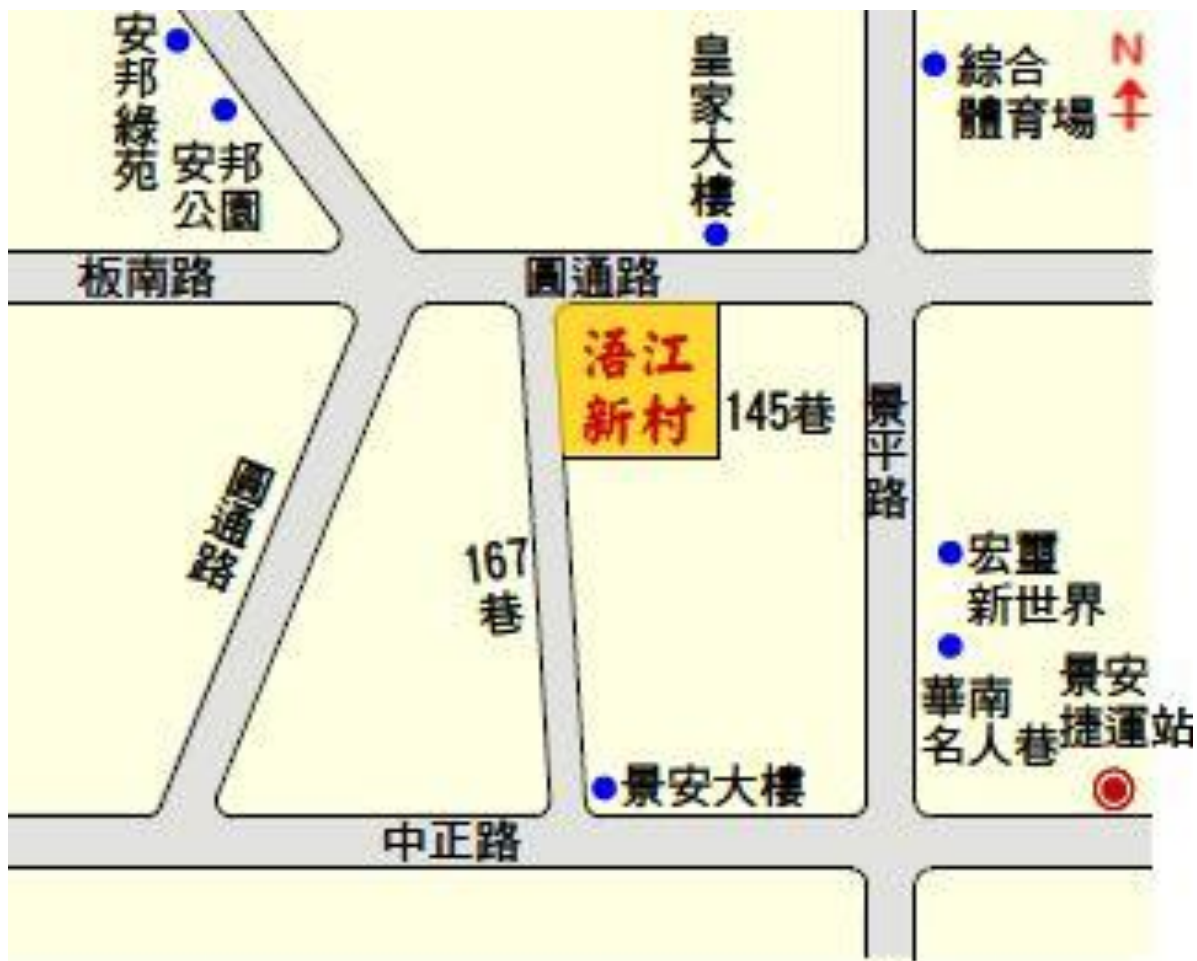 安邦綠苑
安邦
公園
皇家大樓
綜合
體育場
N
板南路
圓通路
浯江
新村
145巷
景平路
圓通路
167
巷
宏璽
新世界
華南
名人巷
景安
捷運站
景安大樓
中正路